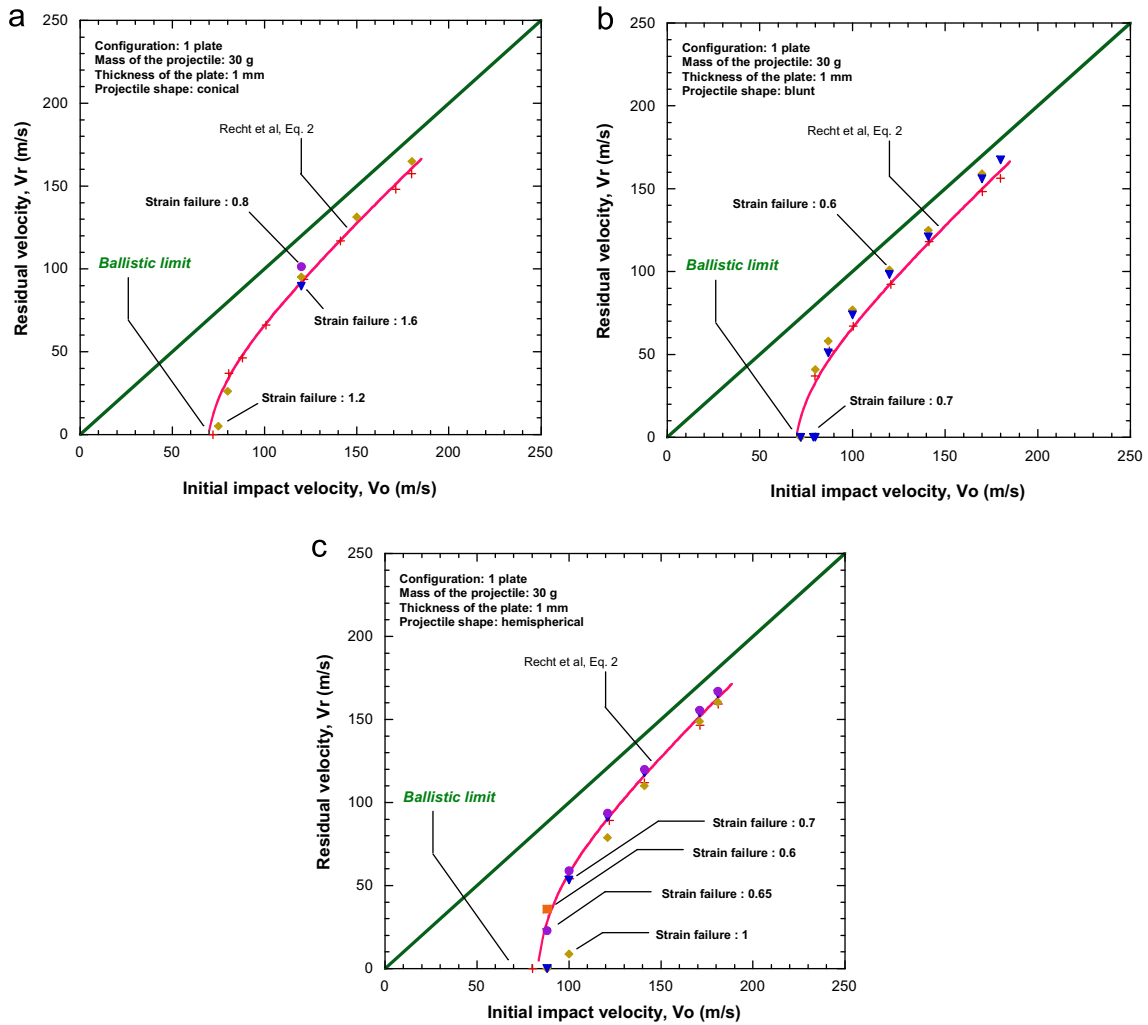 a
250
200
150
100
50
0
Residual velocity, Vr (m/s)
Configuration: 1 plate
Mass of the projectile: 30 g
Thickness of the plate: 1 mm
Projectile shape: conical
Recht et al, Eq. 2
Strain failure : 0.8
Ballistic limit
Strain failure : 1.6
Strain failure : 1.2
0 50 100 150 200 250
Initial impact velocity, Vo (m/s)
b
250
200
150
100
50
0
Residual velocity, Vr (m/s)
Configuration: 1 plate
Mass of the projectile: 30 g
Thickness of the plate: 1 mm
Projectile shape: blunt
Recht et al, Eq. 2
Strain failure : 0.6
Ballistic limit
Strain failure : 0.7
0 50 100 150 200 250
Initial impact velocity, Vo (m/s)
c
250
200
150
100
50
0
Residual velocity, Vr (m/s)
Configuration: 1 plate
Mass of the projectile: 30 g
Thickness of the plate: 1 mm
Projectile shape: hemispherical
Recht et al, Eq. 2
Ballistic limit
Strain failure : 0.7
Strain failure : 0.6
Strain failure : 0.65
Strain failure : 1
0 50 100 150 200 250
Initial impact velocity, Vo (m/s)